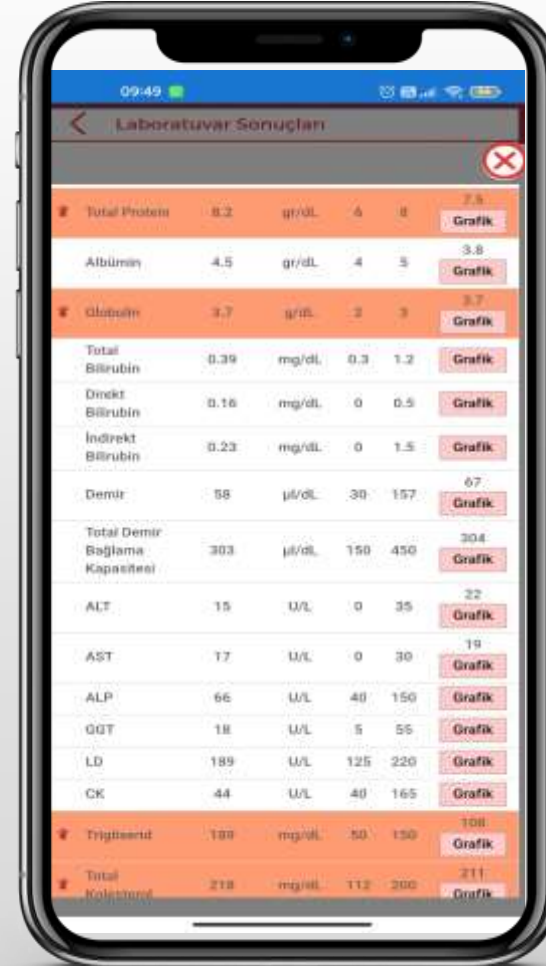 09:49
Laboratuvar Sonuçları
Total Protein 8.2 gr/dL 6 8 7.5 Grafik
Albümin 4.5 gr/dL 4 5 3.8 Grafik
Globulin 3.7 g/dL 2 3 3.7 Grafik
Total
Bilirubin 0.39 mg/dL 0.3 1.2 Grafik
Direkt
Bilirubin 0.16 mg/dL 0 0.5 Grafik
İndirekt
Bilirubin 0.23 mg/dL 0 1.5 Grafik
Demir 58 µl/dL 30 157 67 Grafik
Total Demir
Bağlama 303 µl/dL 150 450 304 Grafik
Kapasitesi
ALT 15 U/L 0 35 22 Grafik
AST 17 U/L 0 30 19 Grafik
ALP 66 U/L 40 150 Grafik
GGT 18 U/L 5 55 Grafik
LD 189 U/L 125 220 Grafik
CK 44 U/L 40 165 Grafik
Trigliserid 189 mg/dL 50 150 108 Grafik
Total
Kolesterol 218 mg/dL 112 200 211 Grafik